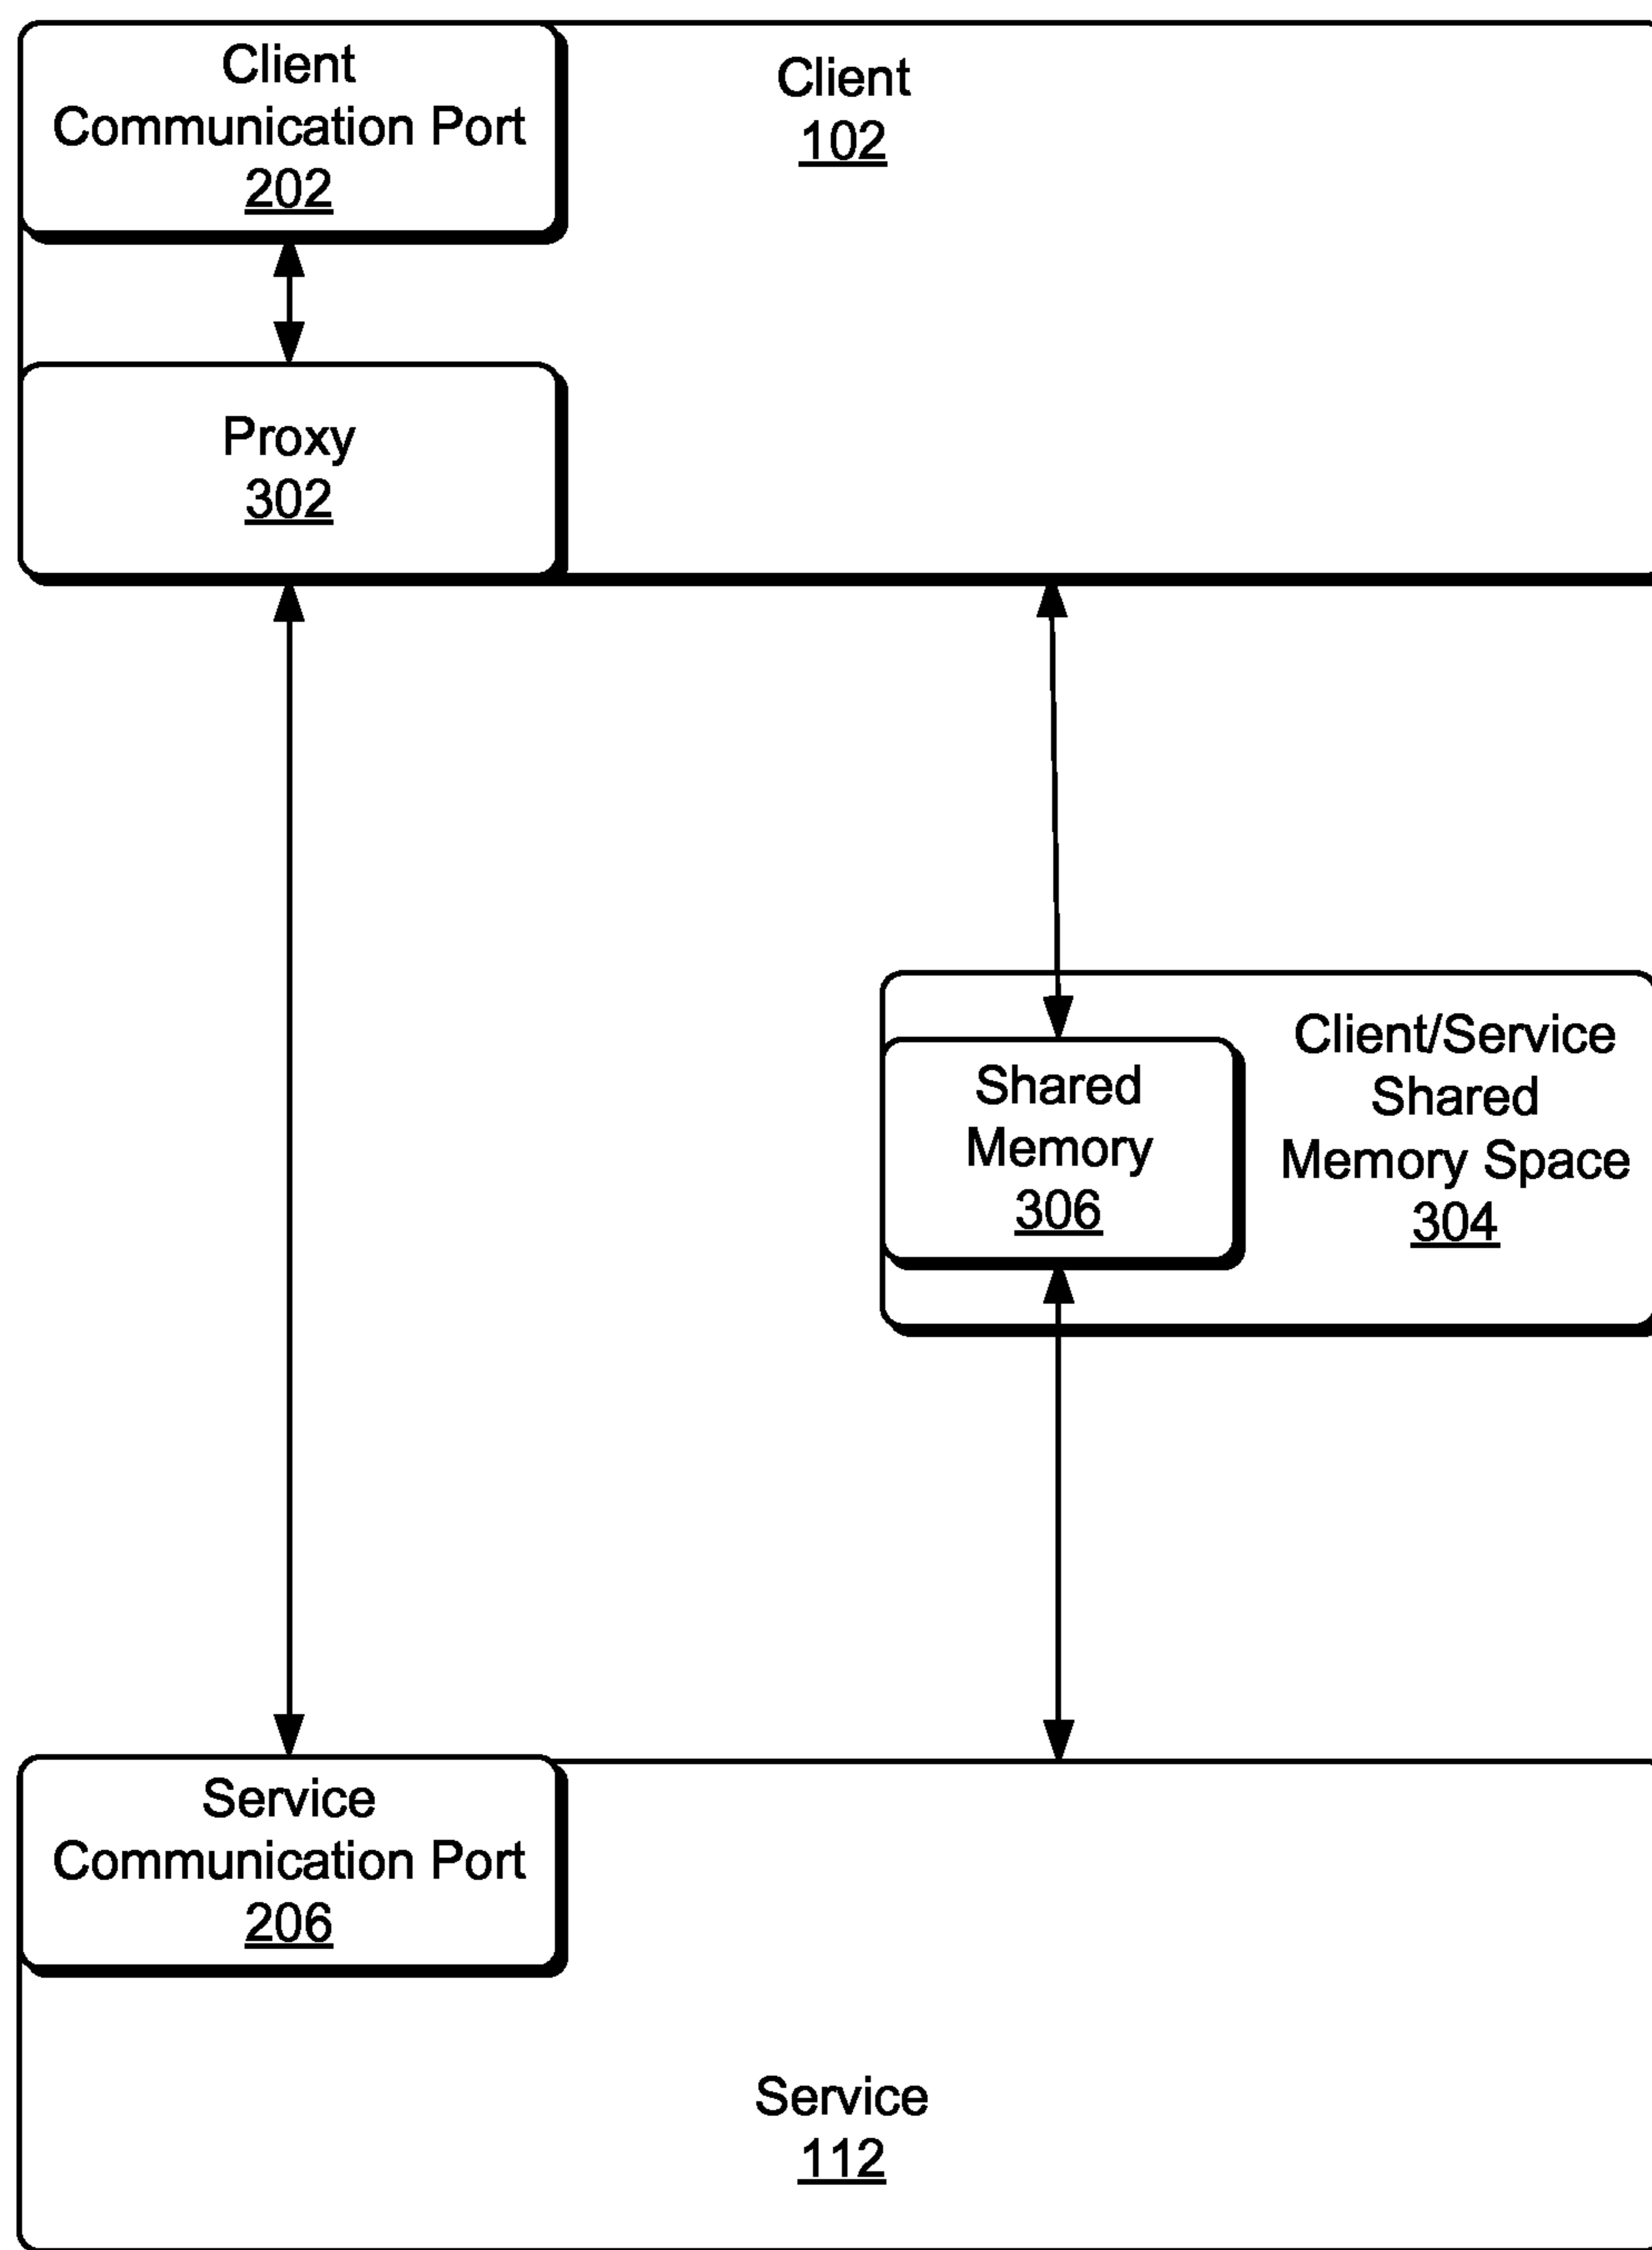 Client
Communication Port
202
Client
102
Proxy
302
Shared
Memory
306
Client/Service
Shared
Memory Space
304
Service
Communication Port
206
Service
112